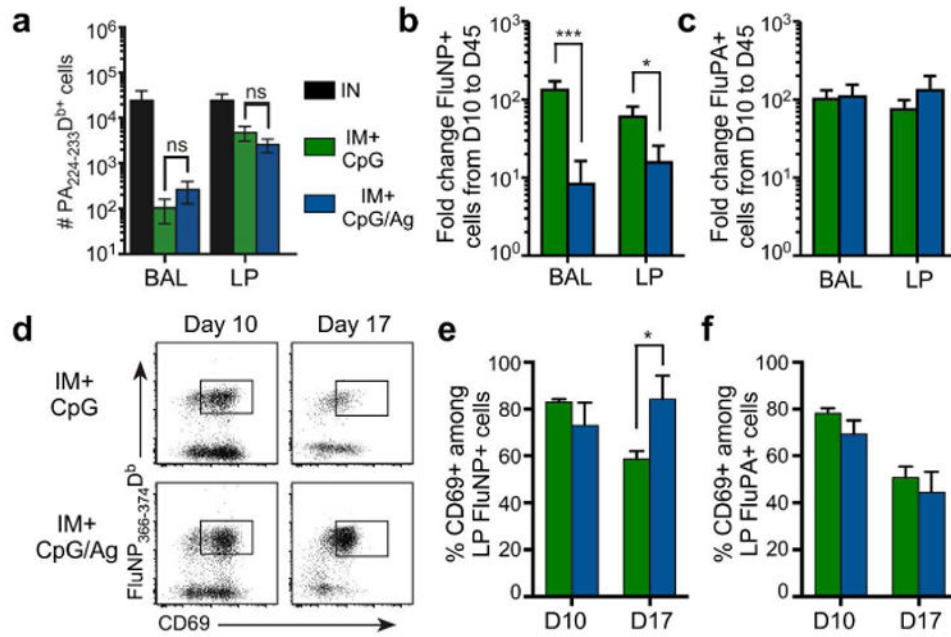 a
# PA224-233Db+ cells
10^6
10^5
10^4
10^3
10^2
10^1
ns
ns
BAL
LP
IN
IM+
CpG
IM+
CpG/Ag
b
Fold change FluNP+
cells from D10 to D45
10^3
10^2
10^1
10^0
***
*
BAL
LP
c
Fold change FluPA+
cells from D10 to D45
10^3
10^2
10^1
10^0
BAL
LP
d
Day 10
Day 17
IM+
CpG
IM+
CpG/Ag
FluNP366-374Db
CD69
e
% CD69+ among
LP FluNP+ cells
100
80
60
40
20
0
*
D10
D17
f
% CD69+ among
LP FluPA+ cells
100
80
60
40
20
0
D10
D17